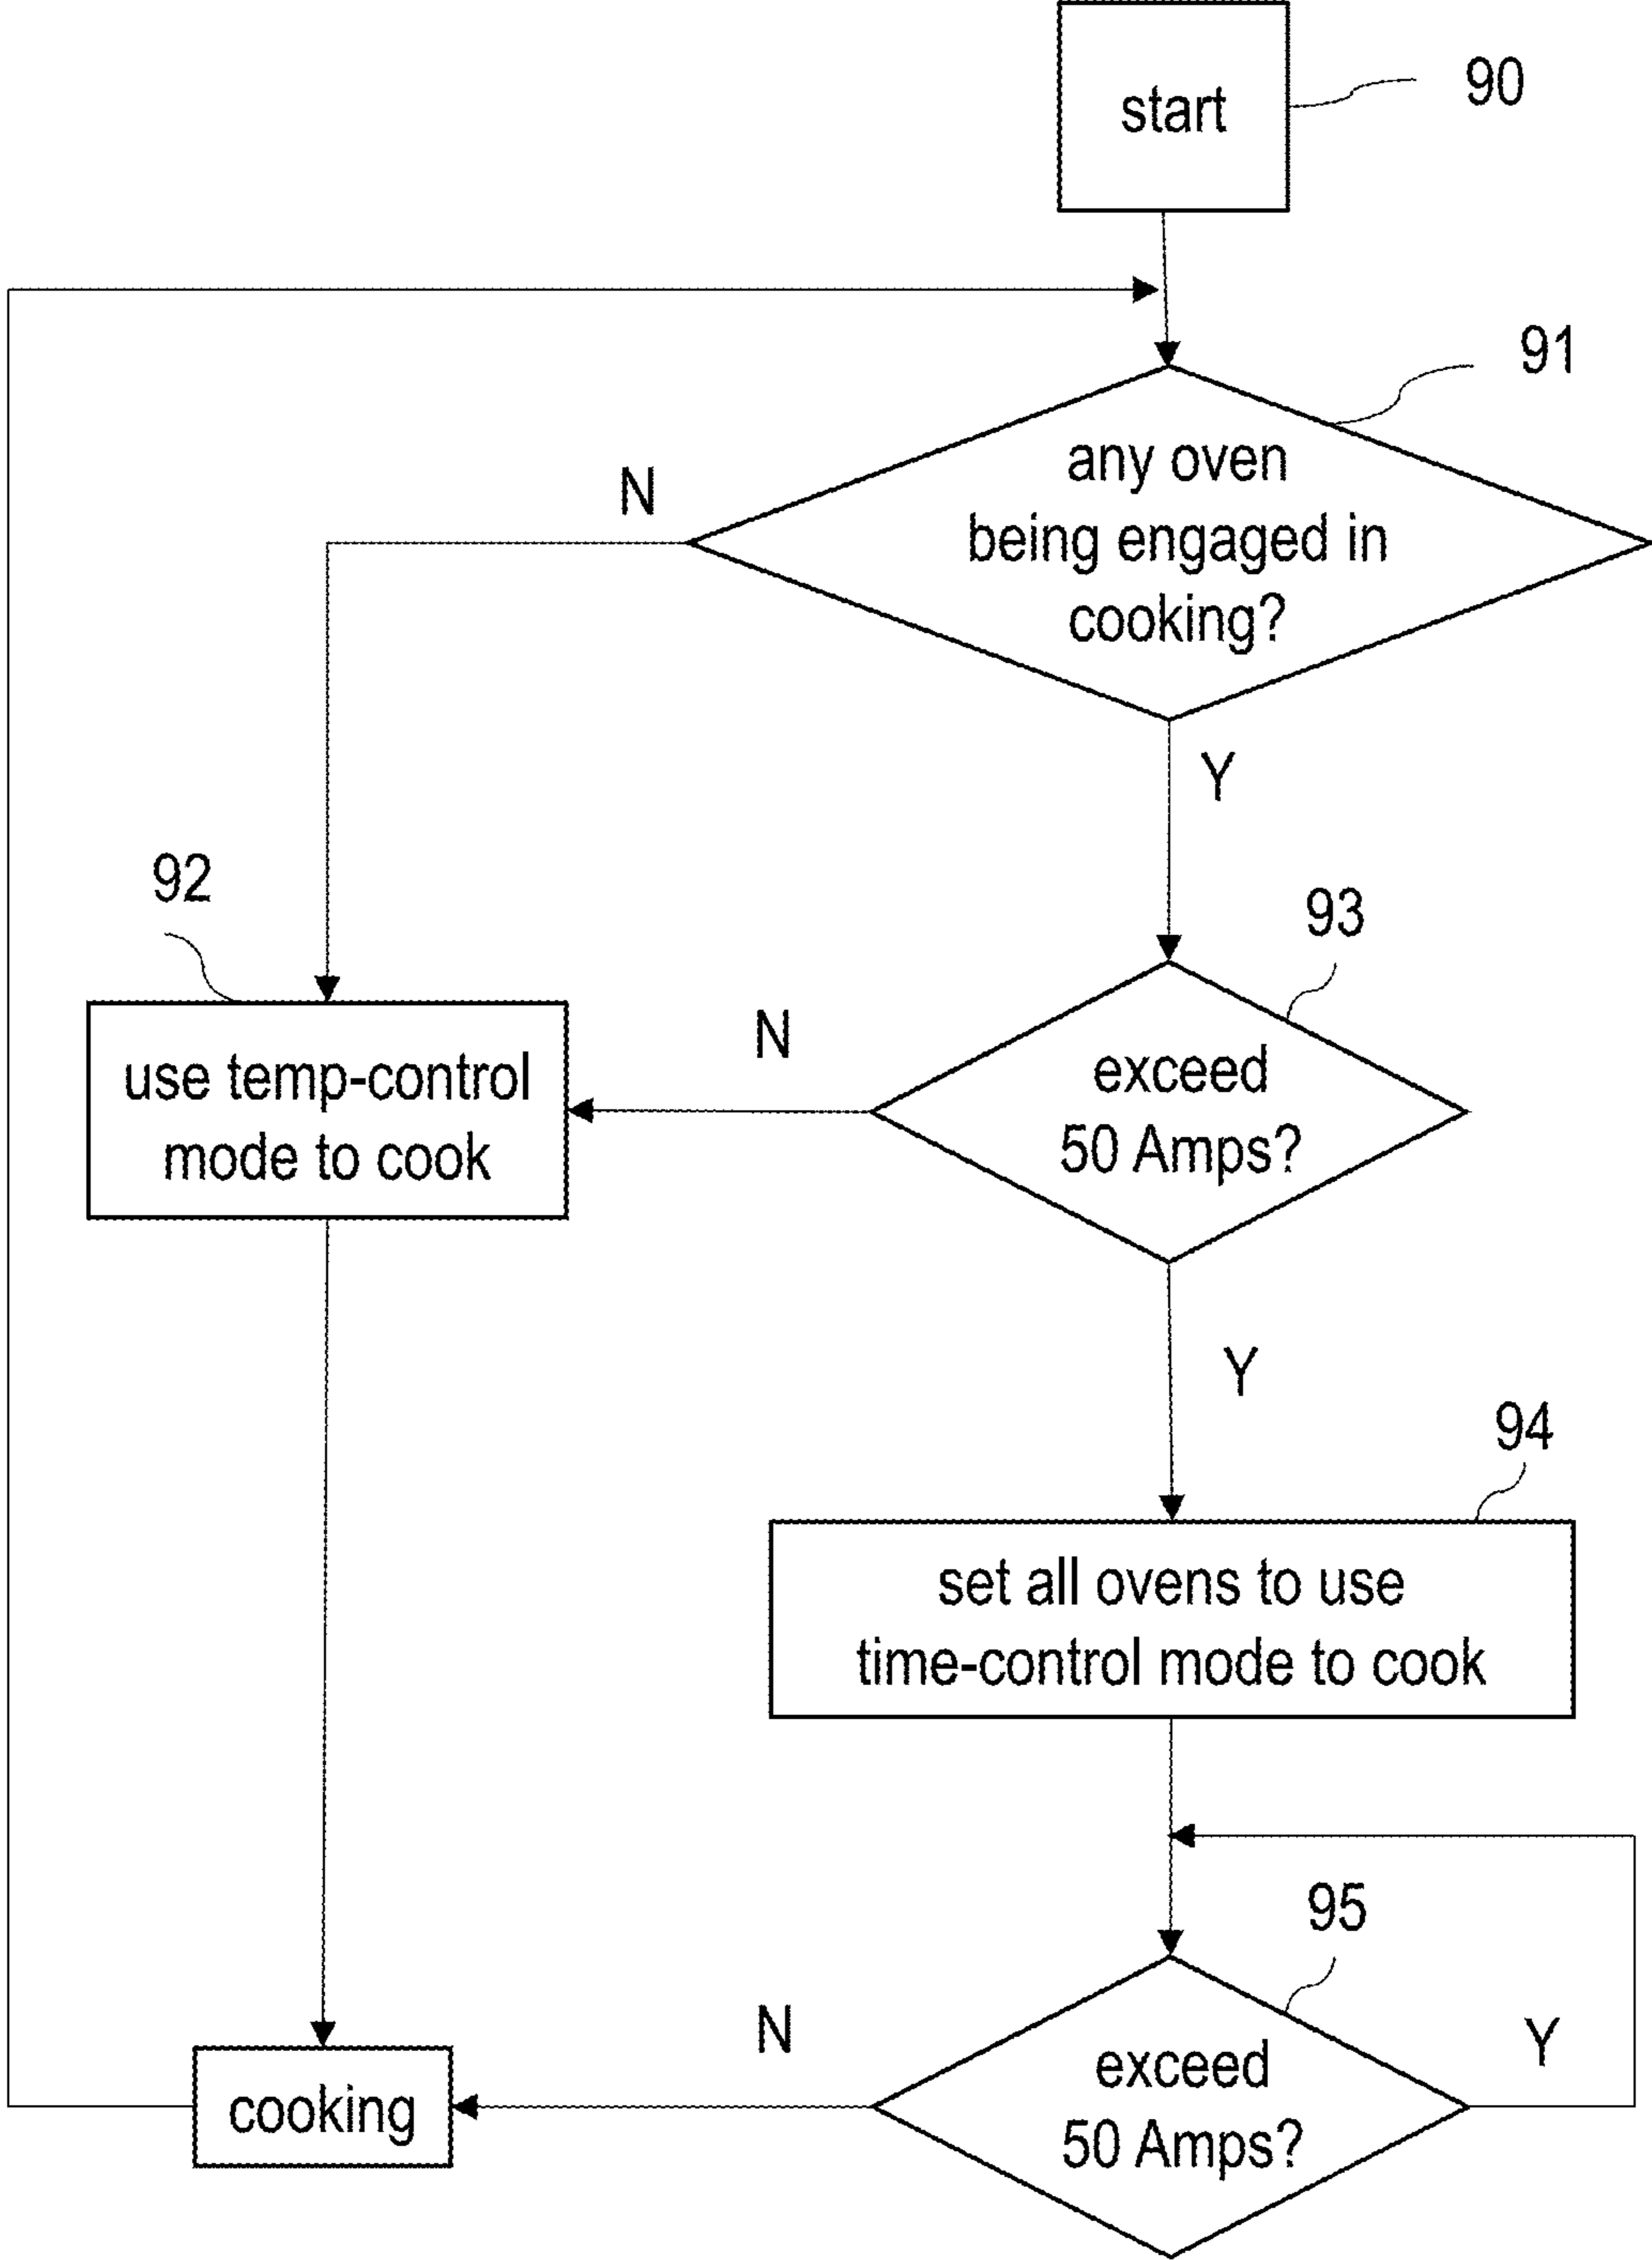 start
90
91
any oven
being engaged in
cooking?
N
Y
92
93
use temp-control
mode to cook
N
exceed
50 Amps?
Y
94
set all ovens to use
time-control mode to cook
95
N
exceed
50 Amps?
Y
cooking